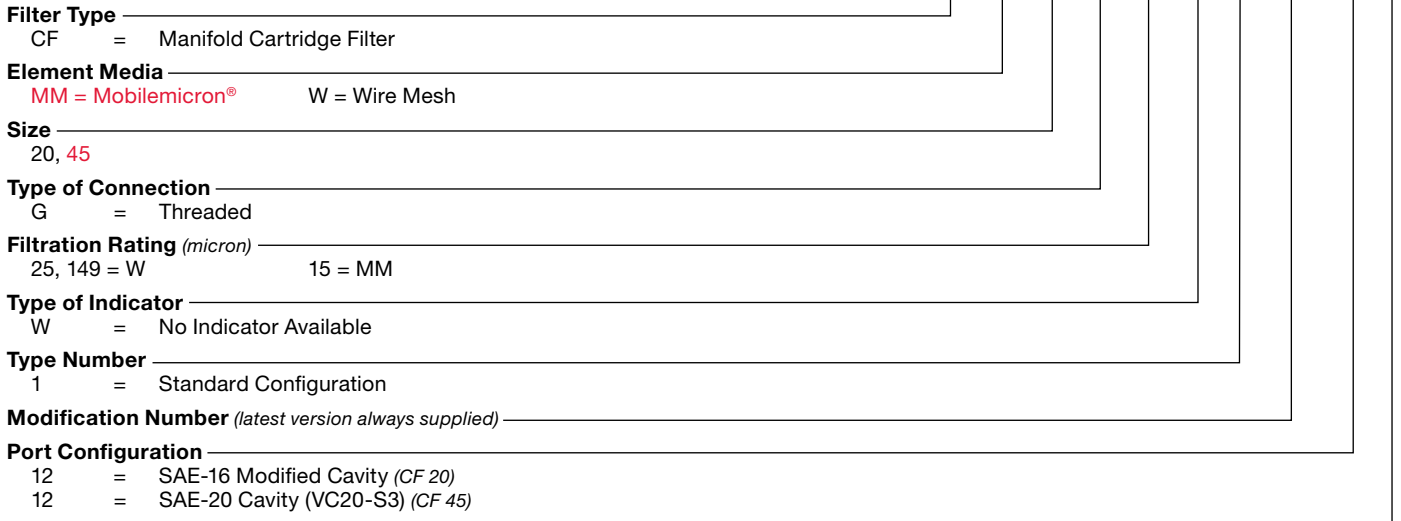 Filter Type
CF = Manifold Cartridge Filter
Element Media
MM = Mobilemicron® W = Wire Mesh
Size
20, 45
Type of Connection
G = Threaded
Filtration Rating (micron)
25, 149 = W 15 = MM
Type of Indicator
W = No Indicator Available
Type Number
1 = Standard Configuration
Modification Number (latest version always supplied)
Port Configuration
12 = SAE-16 Modified Cavity (CF 20)
12 = SAE-20 Cavity (VC20-S3) (CF 45)